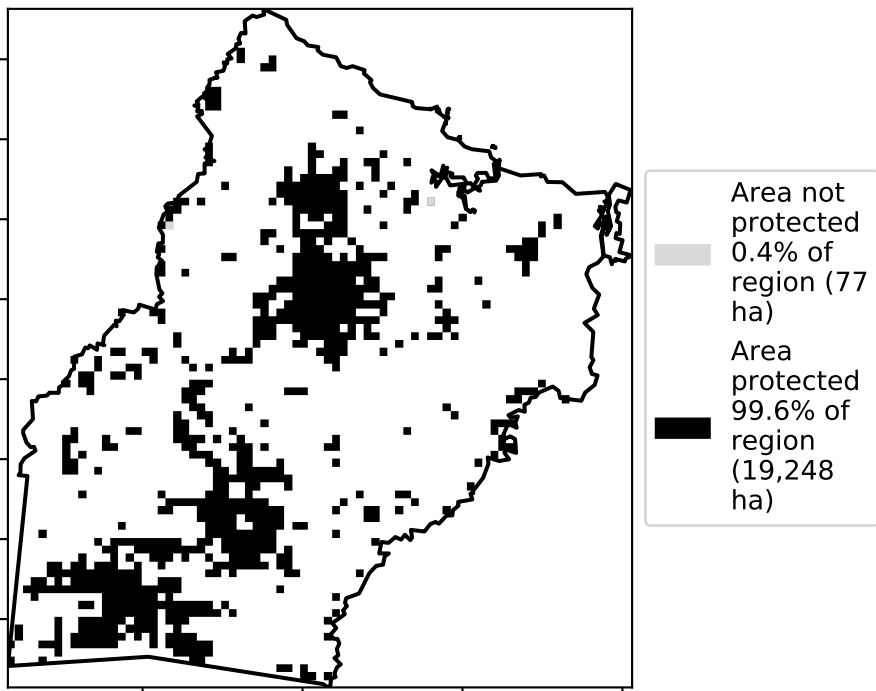 Area not
protected
0.4% of
region (77
ha)
Area
protected
99.6% of
region
(19,248
ha)